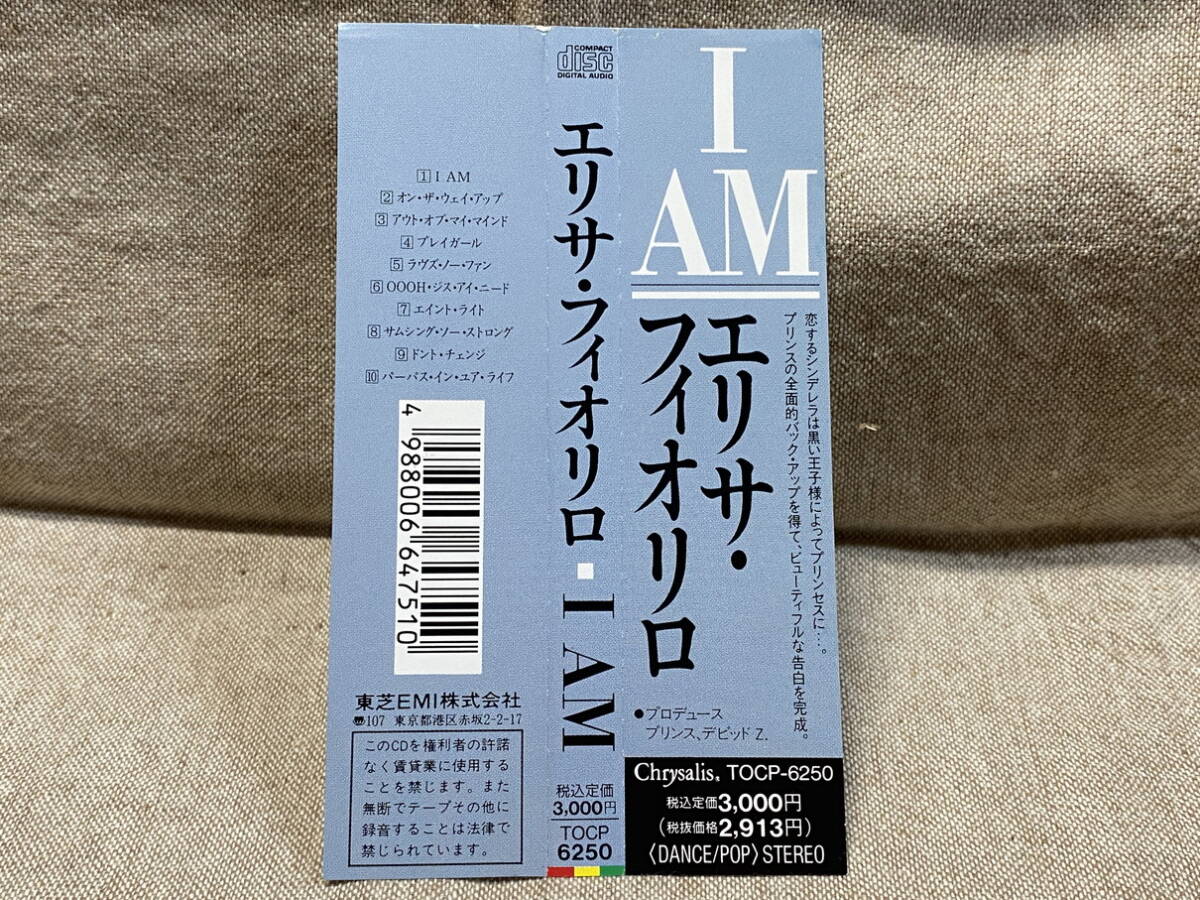 1 I AM
2 オン・ザ・ウェイ・アップ
3 アウト・オブ・マイ・マインド
4 プレイガール
5 ラヴズ・ノー・ファン
6 OOOH・ジス・アイ・ニード
7 エイント・ライト
8 サムシング・ソー・ストロング
9 ドント・チェンジ
10 パーパス・イン・ユア・ライフ
4 988006 647510
東芝EMI株式会社
〠107 東京都港区赤坂2-2-17
このCDを権利者の許諾
なく賃貸業に使用する
ことを禁じます。また
無断でテープその他に
録音することは法律で
禁じられています。
COMPACT
disc
DIGITAL AUDIO
エリサ・フィオリロ ■ I AM
税込定価
3,000円
TOCP
6250
I
AM
恋するシンデレラは黒い王子様によってプリンセスに…。
プリンスの全面的バック・アップを得て、ビューティフルな告白を完成。
エリサ・
フィオリロ
●プロデュース
プリンス、デビッド Z.
Chrysalis. TOCP-6250
税込定価3,000円
(税抜価格2,913円)
〈DANCE/POP〉STEREO